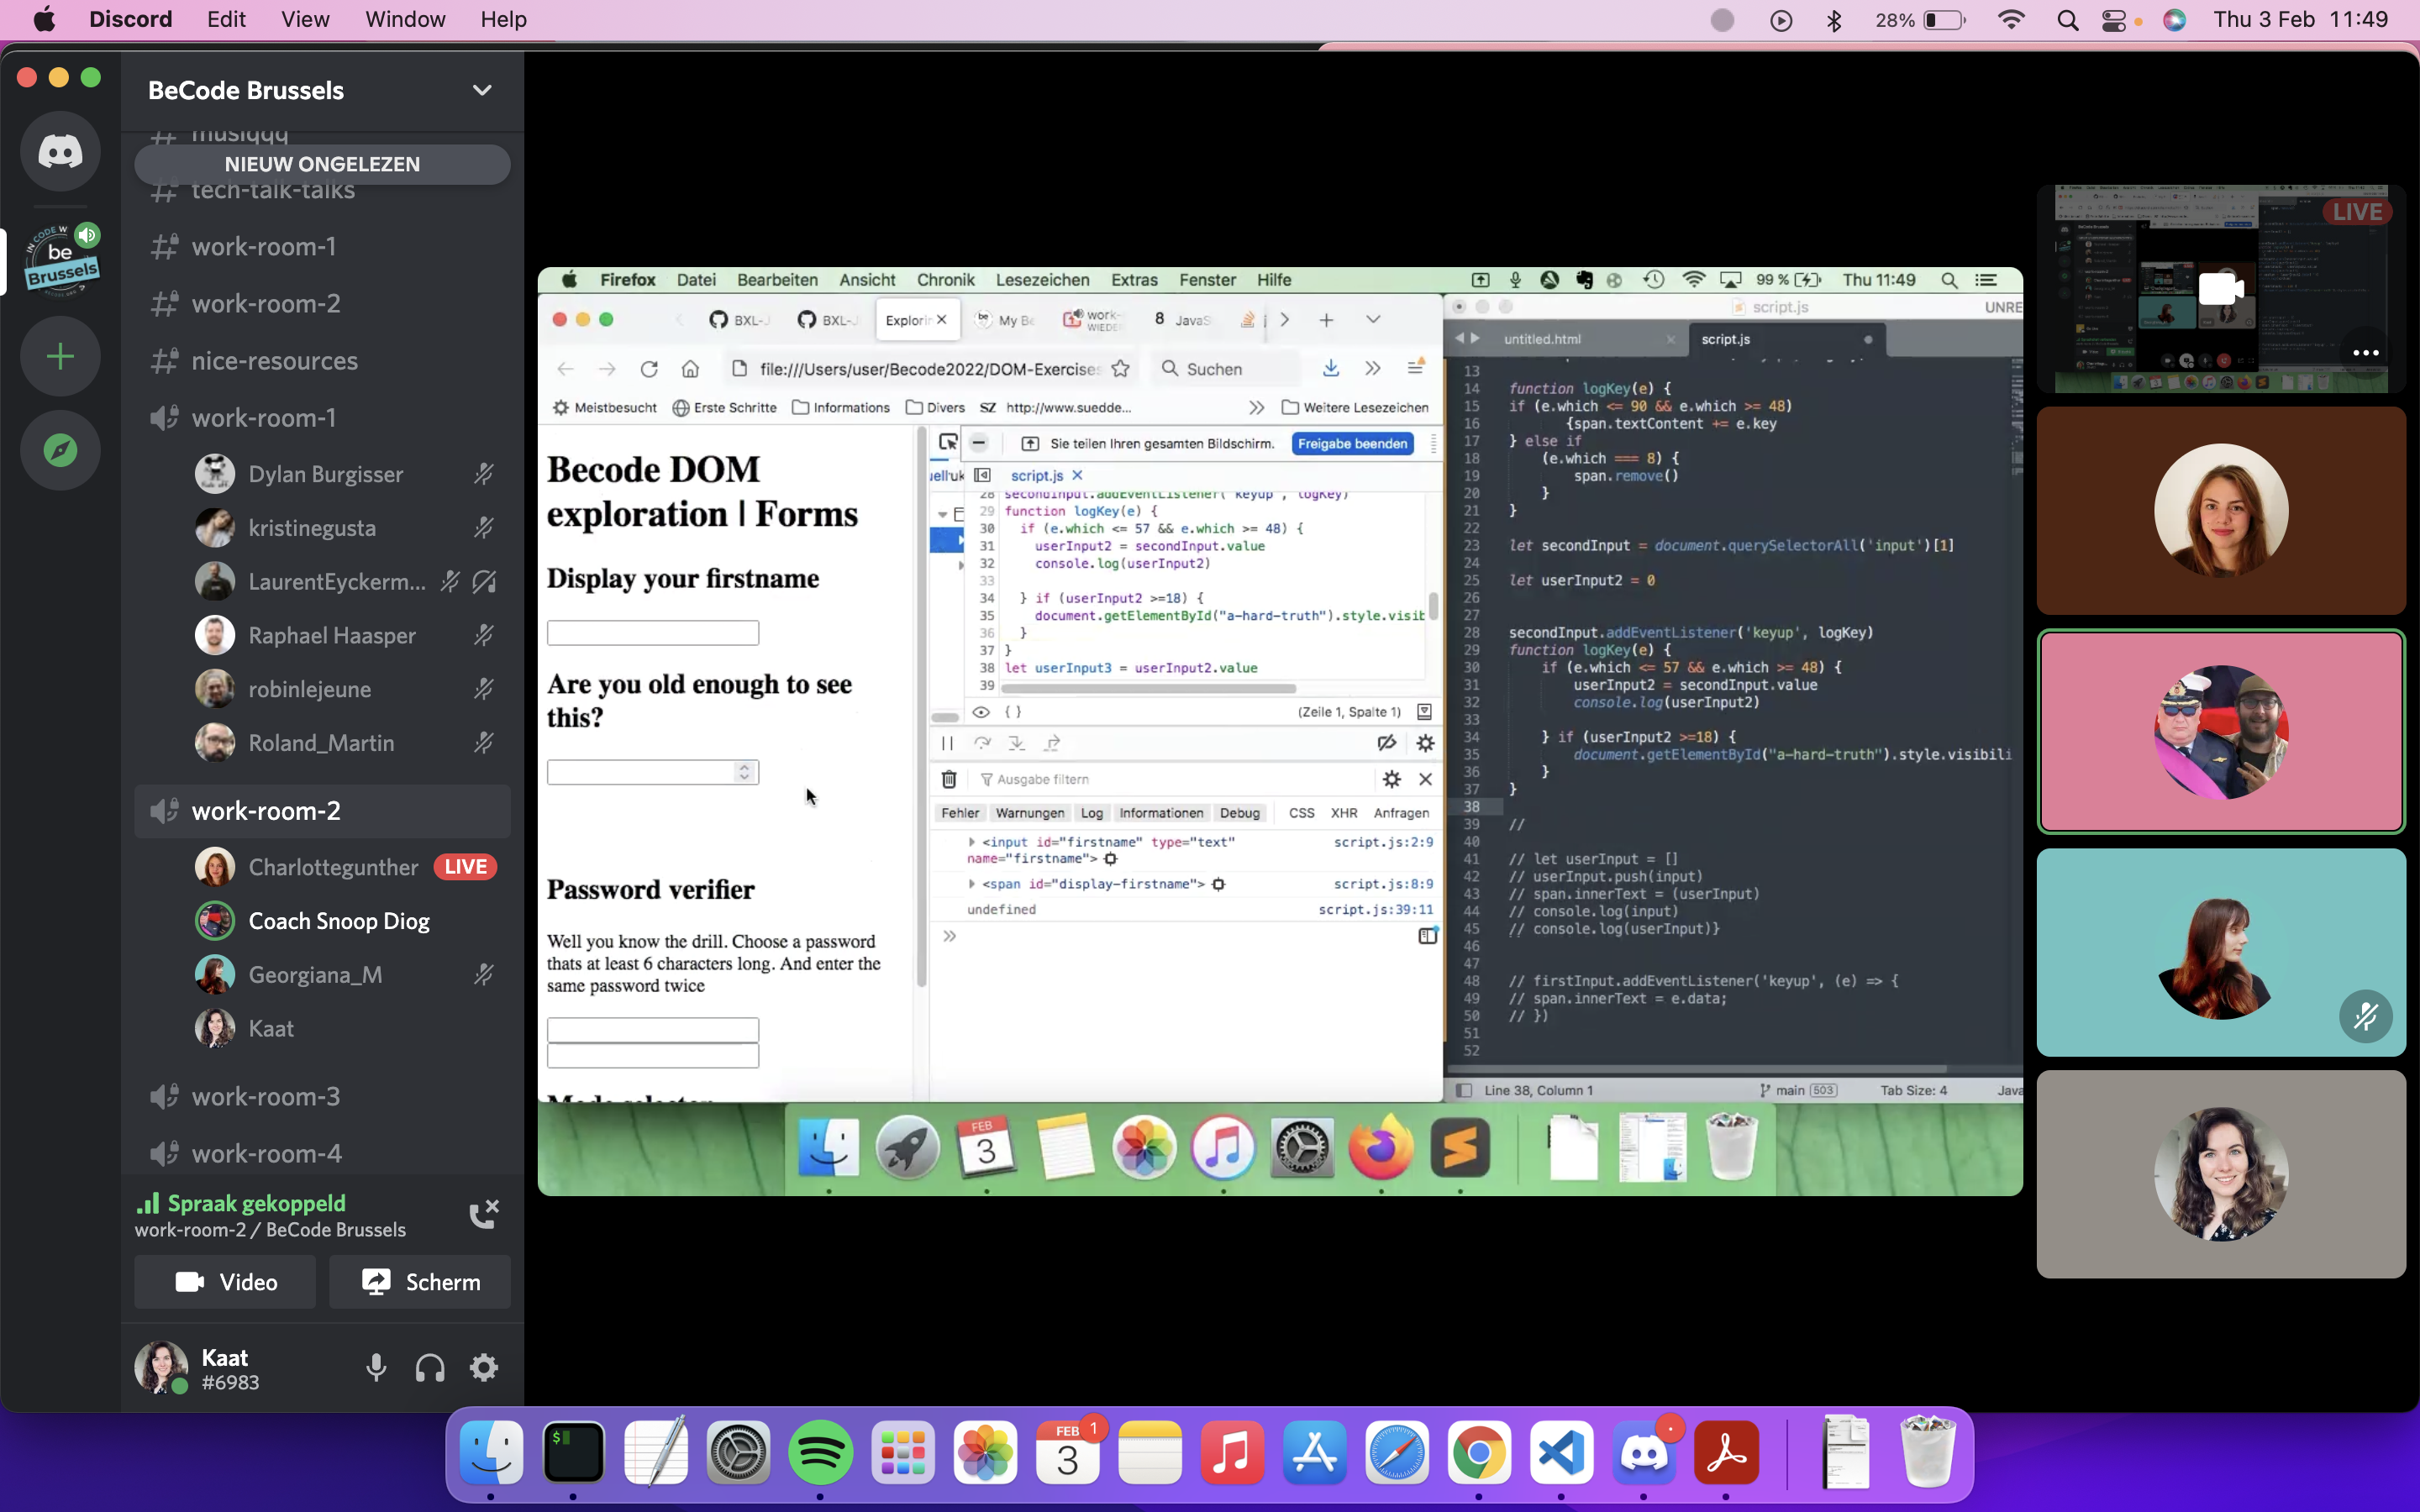 Discord Edit View Window Help
28% Thu 3 Feb 11:49
BeCode Brussels
NIEUW ONGELEZEN
tech-talk-talks
work-room-1
work-room-2
nice-resources
work-room-1
Dylan Burgisser
kristinegusta
LaurentEyckerm...
Raphael Haasper
robinlejeune
Roland_Martin
work-room-2
Charlottegunther LIVE
Coach Snoop Diog
Georgiana_M
Kaat
work-room-3
work-room-4
Spraak gekoppeld
work-room-2 / BeCode Brussels
Video
Scherm
Kaat
#6983
be
Brussels
Firefox Datei Bearbeiten Ansicht Chronik Lesezeichen Extras Fenster Hilfe
99 % Thu 11:49
BXL-J
BXL-J
Explorin
My Be
work-
WIEDER
8 JavaS
file:///Users/user/Becode2022/DOM-Exercises
Suchen
Meistbesucht Erste Schritte Informations Divers SZ http://www.suedde... Weitere Lesezeichen
Becode DOM
exploration | Forms
Display your firstname
Are you old enough to see
this?
Password verifier
Well you know the drill. Choose a password
thats at least 6 characters long. And enter the
same password twice
Sie teilen Ihren gesamten Bildschirm. Freigabe beenden
script.js
28 secondInput.addEventListener('keyup', logKey)
29 function logKey(e) {
30 if (e.which <= 57 && e.which >= 48) {
31 userInput2 = secondInput.value
32 console.log(userInput2)
33
34 } if (userInput2 >=18) {
35 document.getElementById("a-hard-truth").style.visib
36 }
37 }
38 let userInput3 = userInput2.value
39
{ } (Zeile 1, Spalte 1)
Ausgabe filtern
Fehler Warnungen Log Informationen Debug CSS XHR Anfragen
<input id="firstname" type="text" script.js:2:9
name="firstname">
<span id="display-firstname"> script.js:8:9
undefined script.js:39:11
script.js UNRE
untitled.html script.js
13
14 function logKey(e) {
15 if (e.which <= 90 && e.which >= 48)
16 {span.textContent += e.key
17 } else if
18 (e.which === 8) {
19 span.remove()
20 }
21 }
22
23 let secondInput = document.querySelectorAll('input')[1]
24
25 let userInput2 = 0
26
27
28 secondInput.addEventListener('keyup', logKey)
29 function logKey(e) {
30 if (e.which <= 57 && e.which >= 48) {
31 userInput2 = secondInput.value
32 console.log(userInput2)
33
34 } if (userInput2 >=18) {
35 document.getElementById("a-hard-truth").style.visibili
36 }
37 }
38
39 //
40
41 // let userInput = []
42 // userInput.push(input)
43 // span.innerText = (userInput)
44 // console.log(input)
45 // console.log(userInput)}
46
47
48 // firstInput.addEventListener('keyup', (e) => {
49 // span.innerText = e.data;
50 // })
51
52
Line 38, Column 1 main 503 Tab Size: 4 Java
FEB
3
LIVE
FEB
3
1